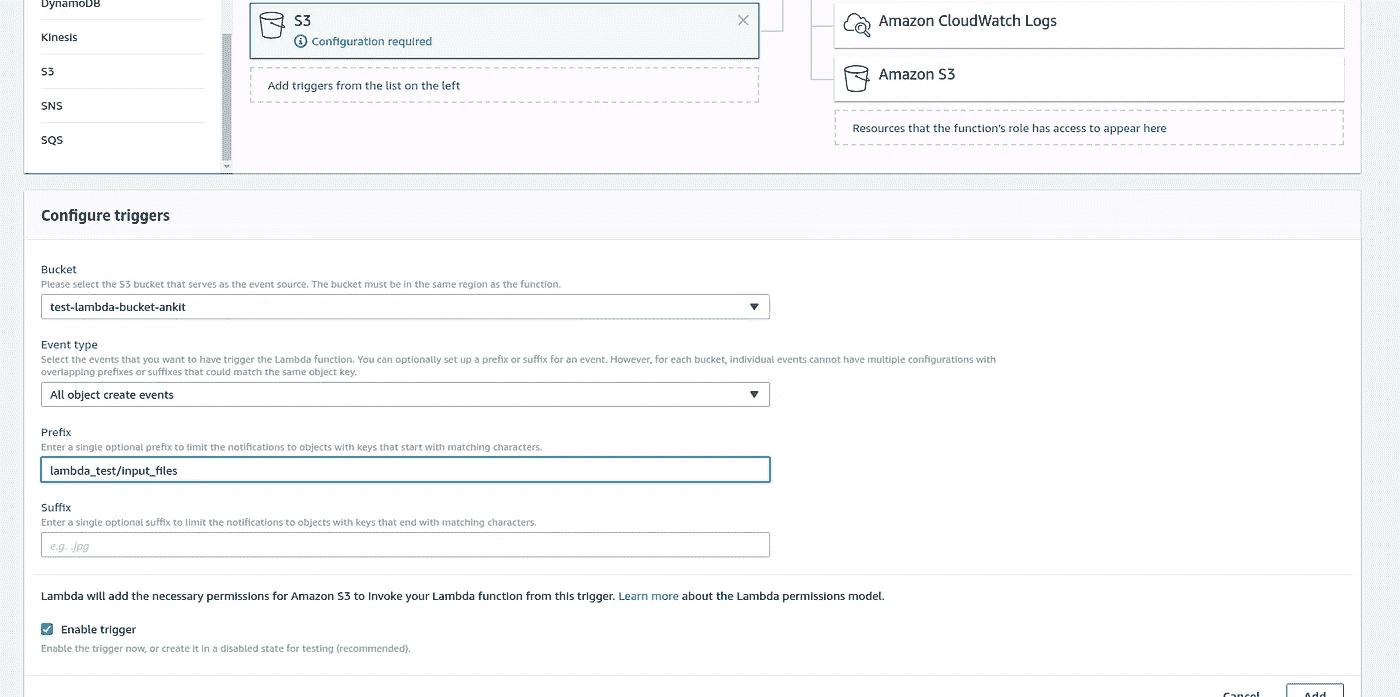 DynamoDB
Kinesis
S3
SNS
SQS
S3
Configuration required
Add triggers from the list on the left
Amazon CloudWatch Logs
Amazon S3
Resources that the function's role has access to appear here
Configure triggers
Bucket
Please select the S3 bucket that serves as the event source. The bucket must be in the same region as the function.
test-lambda-bucket-ankit
Event type
Select the events that you want to have trigger the Lambda function. You can optionally set up a prefix or suffix for an event. However, for each bucket, individual events cannot have multiple configurations with
overlapping prefixes or suffixes that could match the same object key.
All object create events
Prefix
Enter a single optional prefix to limit the notifications to objects with keys that start with matching characters.
lambda_test/input_files
Suffix
Enter a single optional suffix to limit the notifications to objects with keys that end with matching characters.
e.g. .jpg
Lambda will add the necessary permissions for Amazon S3 to invoke your Lambda function from this trigger. Learn more about the Lambda permissions model.
Enable trigger
Enable the trigger now, or create it in a disabled state for testing (recommended).
Cancel
Add